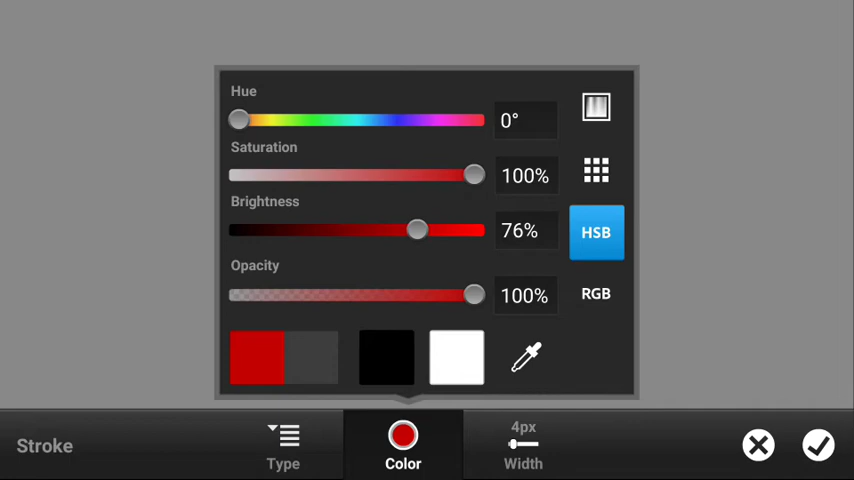 Hue
0°
Saturation
100%
Brightness
76%
HSB
Opacity
100%
RGB
Stroke
Type
Color
4px
Width